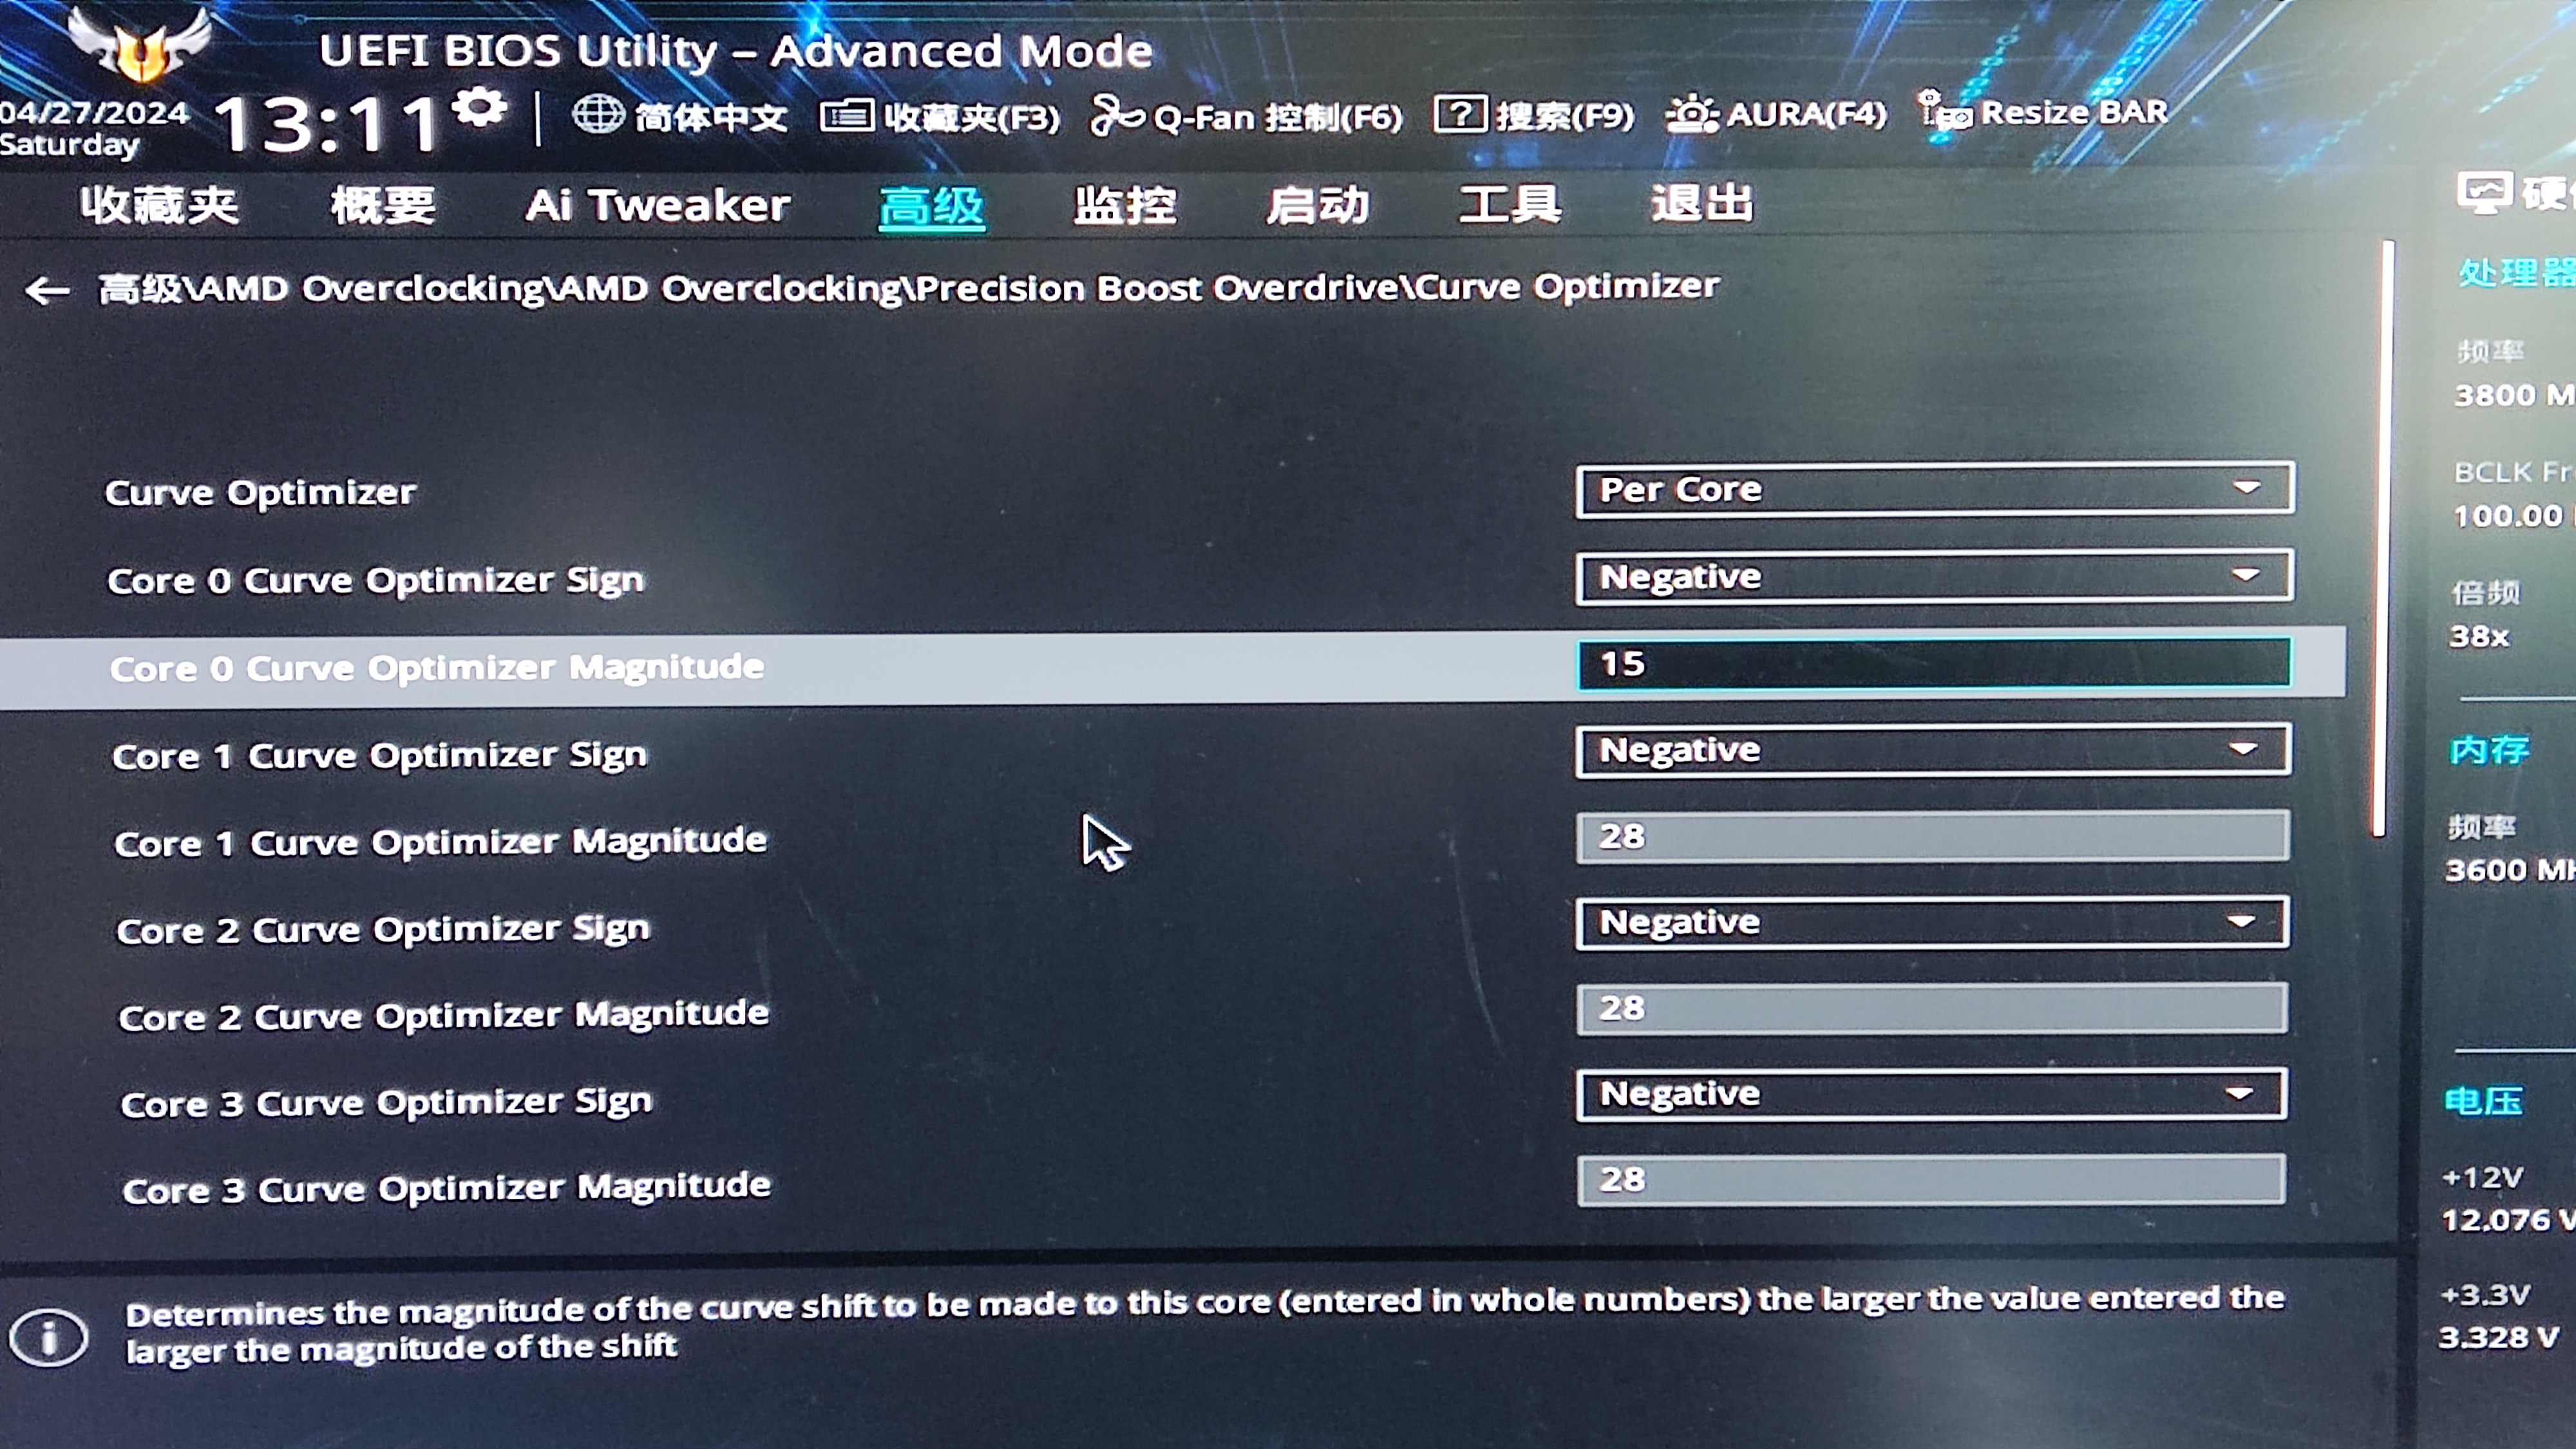 UEFI BIOS Utility – Advanced Mode
04/27/2024
Saturday
13:11
简体中文
收藏夹(F3)
Q-Fan 控制(F6)
?
搜索(F9)
AURA(F4)
Resize BAR
收藏夹
概要
Ai Tweaker
高级
监控
启动
工具
退出
高级\AMD Overclocking\AMD Overclocking\Precision Boost Overdrive\Curve Optimizer
Curve Optimizer
Per Core
Core 0 Curve Optimizer Sign
Negative
Core 0 Curve Optimizer Magnitude
15
Core 1 Curve Optimizer Sign
Negative
Core 1 Curve Optimizer Magnitude
28
Core 2 Curve Optimizer Sign
Negative
Core 2 Curve Optimizer Magnitude
28
Core 3 Curve Optimizer Sign
Negative
Core 3 Curve Optimizer Magnitude
28
Determines the magnitude of the curve shift to be made to this core (entered in whole numbers) the larger the value entered the
larger the magnitude of the shift
处理器
频率
3800 M
BCLK Fr
100.00
倍频
38x
内存
频率
3600 MH
电压
+12V
12.076 V
+3.3V
3.328 V